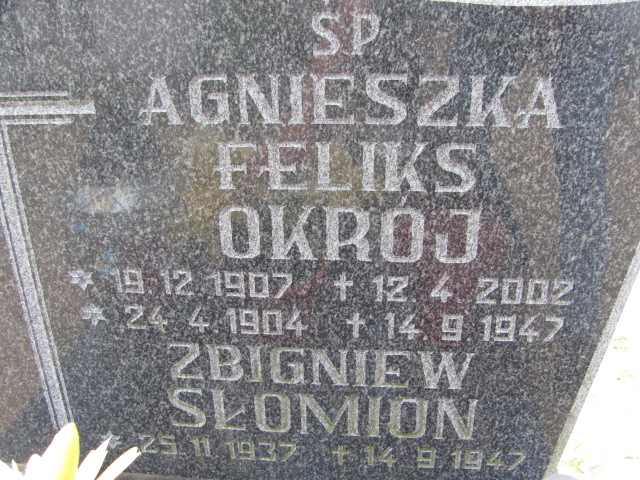 Ś.P.
AGNIESZKA
FELIKS
OKRÓJ
* 19 12 1907 † 12. 4. 2002
* 24. 4. 1904 † 14. 9 1947
ZBIGNIEW
SŁOMION
* 25. 11 1937 † 14. 9. 1947